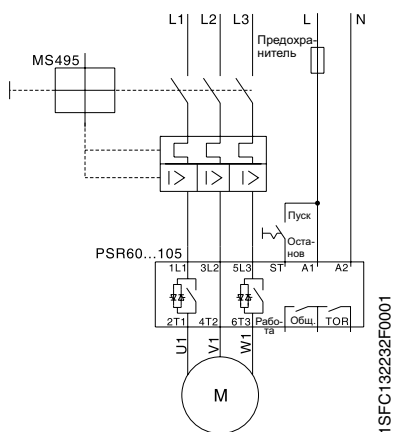 L1 L2 L3 L N
Предохра-
нитель
MS495
Пуск
Оста-
нов
PSR60...105
1L1 3L2 5L3 ST A1 A2
2T1 4T2 6T3 Рабо-
та
Общ. TOR
U1 V1 W1
M
1SFC132232F0001